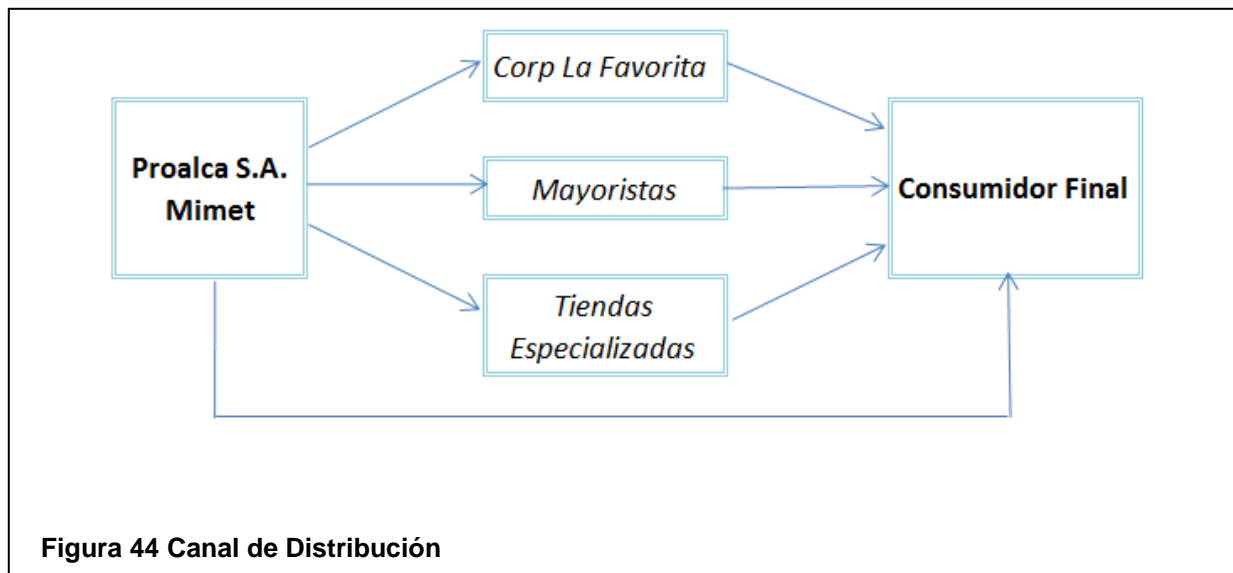 Corp La Favorita
Proalca S.A.
Mimet
Mayoristas
Consumidor Final
Tiendas
Especializadas
Figura 44 Canal de Distribución